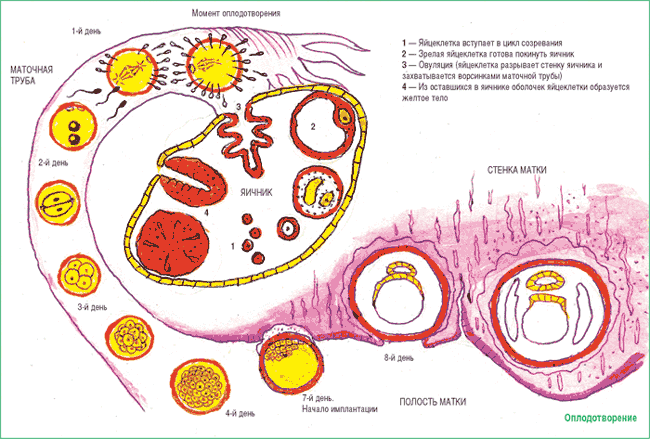 Момент оплодотворения
1-й день
МАТОЧНАЯ
ТРУБА
1 — Яйцеклетка вступает в цикл созревания
2 — Зрелая яйцеклетка готова покинуть яичник
3 — Овуляция (яйцеклетка разрывает стенку яичника и
захватывается ворсинками маточной трубы)
4 — Из оставшихся в яичнике оболочек яйцеклетки образуется
желтое тело
3
2
2-й день
ЯИЧНИК
4
1
СТЕНКА МАТКИ
3-й день
8-й день
4-й день
7-й день.
Начало имплантации
ПОЛОСТЬ МАТКИ
Оплодотворение